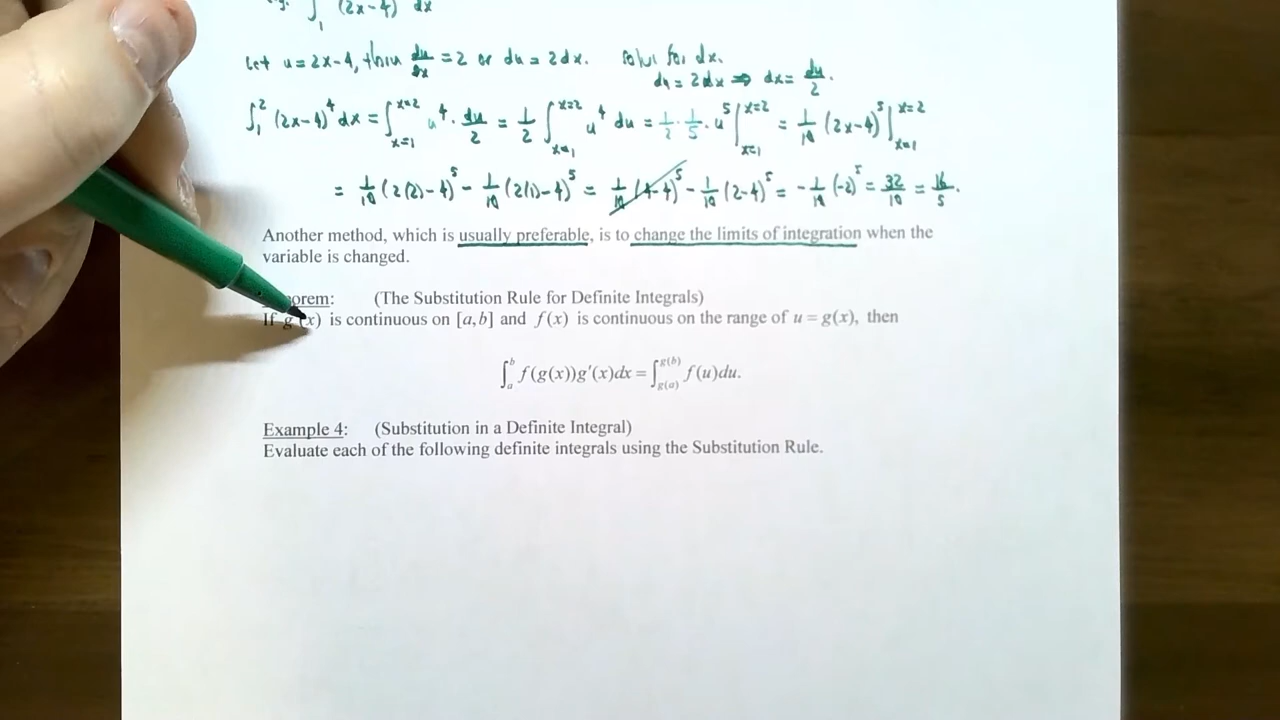 ∫₁ (2x-4) dx
Let u = 2x-4, then du/dx = 2 or du = 2dx. solve for dx.
du = 2dx ⇒ dx = du/2.
∫₁² (2x-4)⁴ dx = ∫_{x=1}^{x=2} u⁴ · du/2 = 1/2 ∫_{x=1}^{x=2} u⁴ du = 1/2 · 1/5 · u⁵ |_{x=1}^{x=2} = 1/10 (2x-4)⁵ |_{x=1}^{x=2}
= 1/10 (2(2)-4)⁵ - 1/10 (2(1)-4)⁵ = 1/10 (4-4)⁵ - 1/10 (2-4)⁵ = -1/10 (-2)⁵ = 32/10 = 16/5.
Another method, which is usually preferable, is to change the limits of integration when the
variable is changed.
(The Substitution Rule for Definite Integrals)
If g (x) is continuous on [a,b] and f(x) is continuous on the range of u = g(x), then
∫ₐᵇ f(g(x))g′(x)dx = ∫_{g(a)}^{g(b)} f(u)du.
Example 4: (Substitution in a Definite Integral)
Evaluate each of the following definite integrals using the Substitution Rule.